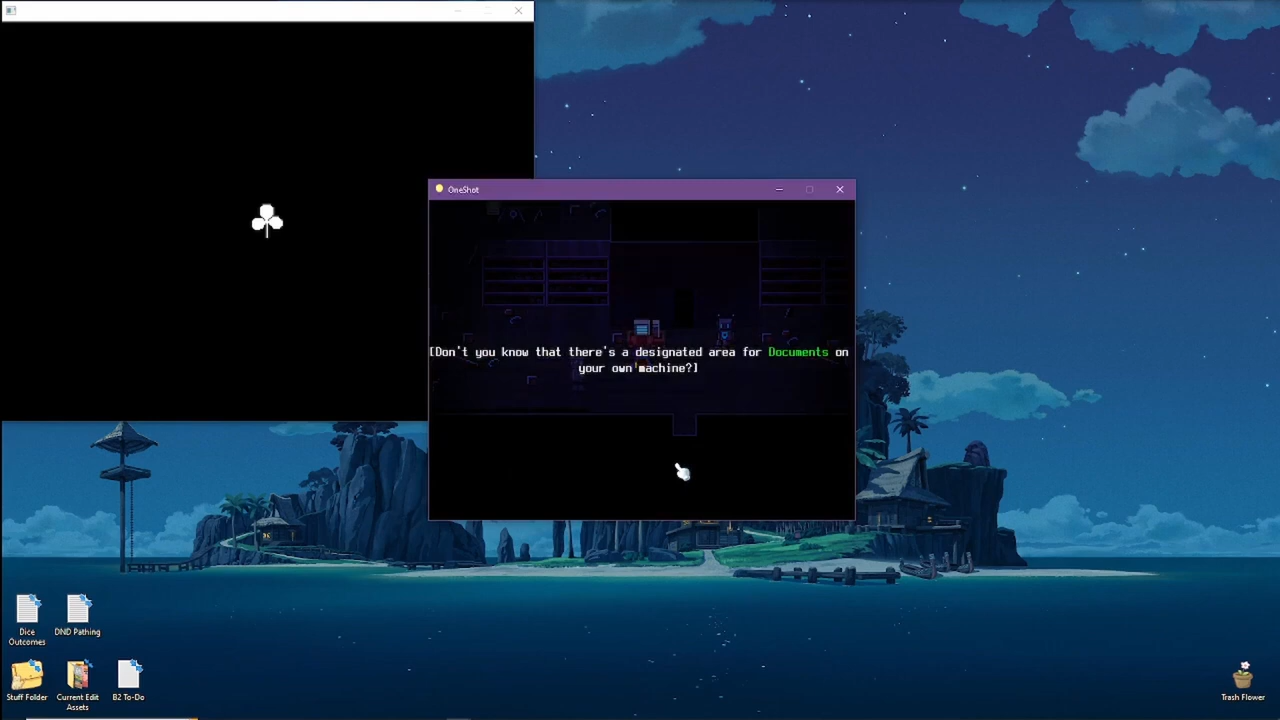 OneShot
[Don't you know that there's a designated area for Documents on
your own machine?]
Dice
Outcomes
DND Pathing
Stuff Folder
Current Edit
Assets
B2 To-Do
Trash Flower